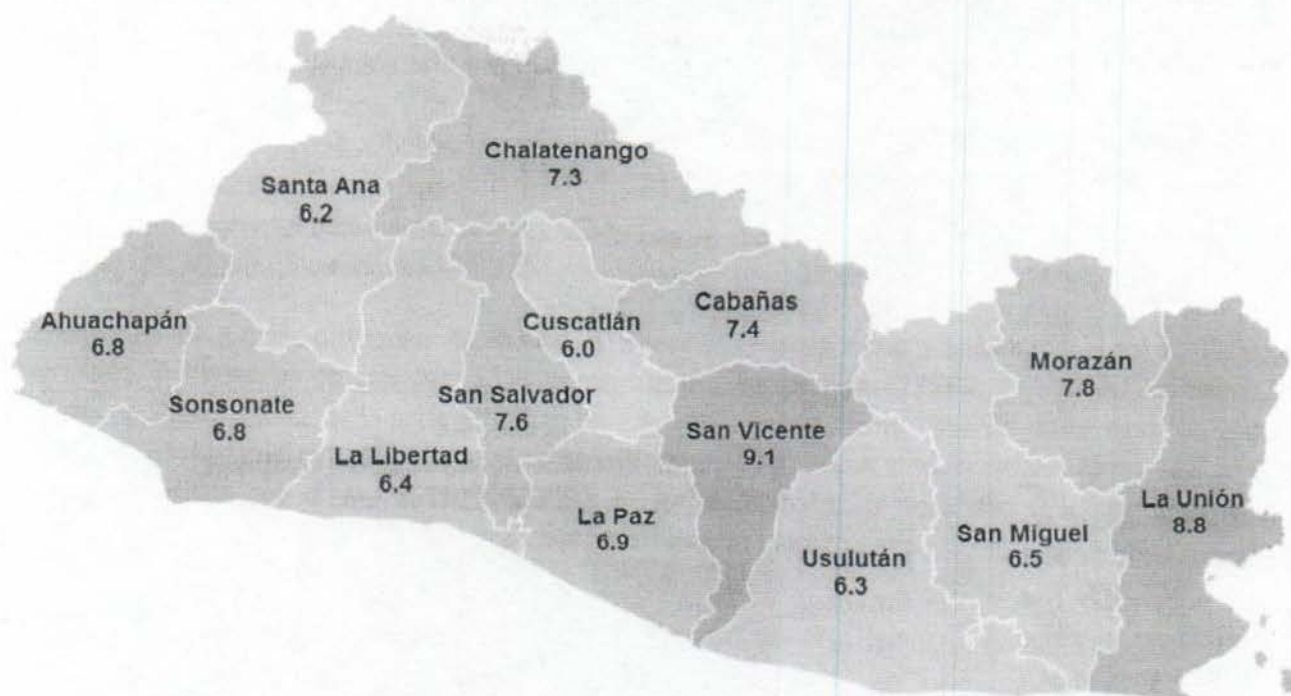 Chalatenango
7.3
Santa Ana
6.2
Cabañas
7.4
Ahuachapán
6.8
Cuscatlán
6.0
Morazán
7.8
San Salvador
7.6
Sonsonate
6.8
San Vicente
9.1
La Libertad
6.4
La Unión
8.8
La Paz
6.9
San Miguel
6.5
Usulután
6.3